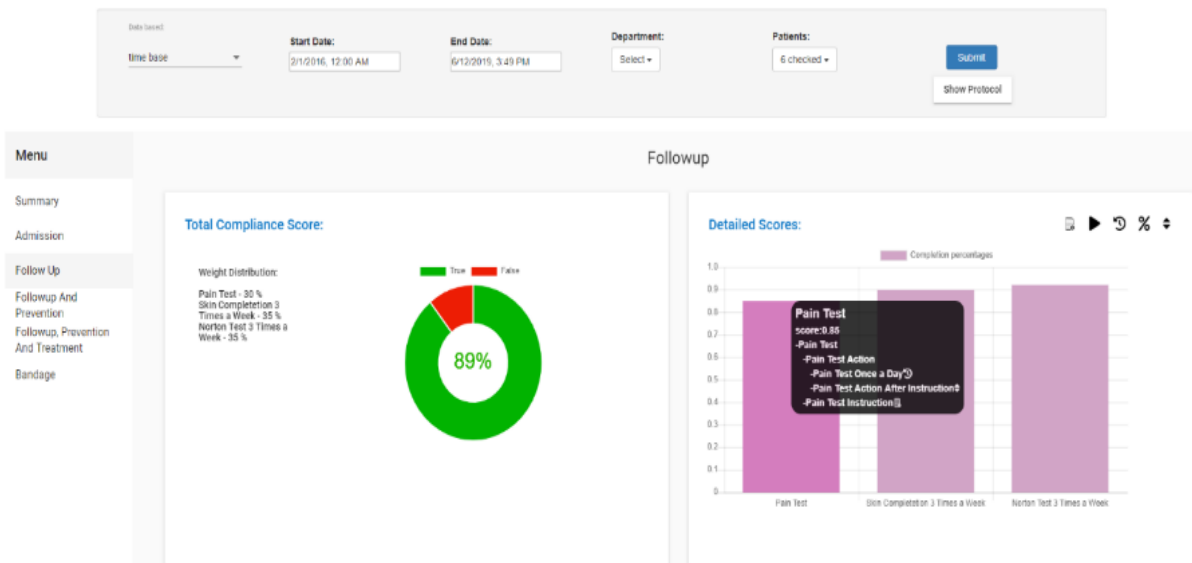 Date based:
time base
Start Date:
2/1/2016, 12:00 AM
End Date:
6/12/2019, 3:49 PM
Department:
Select
Patients:
6 checked
Submit
Show Protocol
Menu
Summary
Admission
Follow Up
Followup And
Prevention
Followup, Prevention
And Treatment
Bandage
Followup
Total Compliance Score:
Weight Distribution:
Pain Test - 30 %
Skin Completetion 3
Times a Week - 35 %
Norton Test 3 Times a
Week - 35 %
True False
89%
Detailed Scores:
%
Completion percentages
1.0
0.9
0.8
0.7
0.6
0.5
0.4
0.3
0.2
0.1
0
Pain Test
score:0.85
-Pain Test
-Pain Test Action
-Pain Test Once a Day
-Pain Test Action After Instruction
-Pain Test Instruction
Pain Test
Skin Completetion 3 Times a Week
Norton Test 3 Times a Week